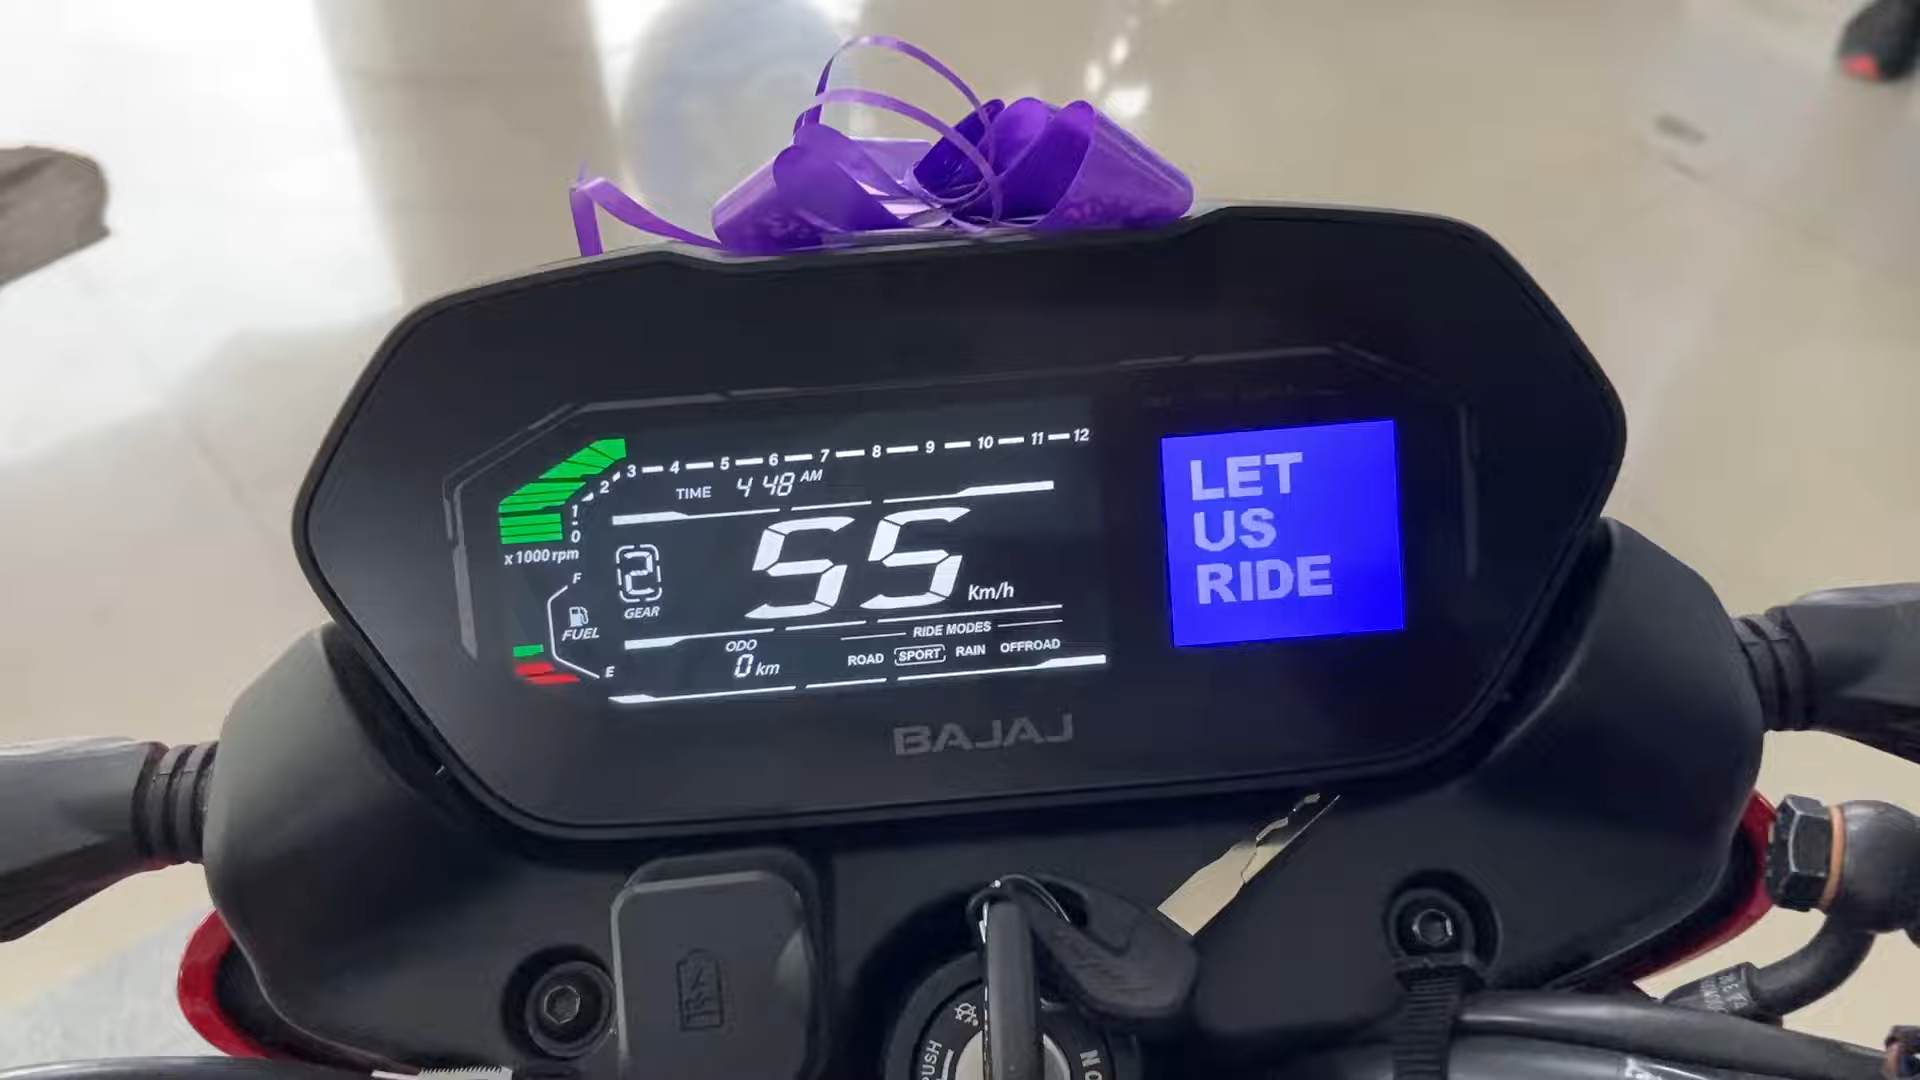 3 4 5 6 7 8 9 10 11 12
2
1
0
TIME 4 48 AM
x 1000 rpm
55 Km/h
2
GEAR
F
FUEL
E
RIDE MODES
ROAD SPORT RAIN OFFROAD
ODO
0 km
LET
US
RIDE
BAJAJ
PUSH